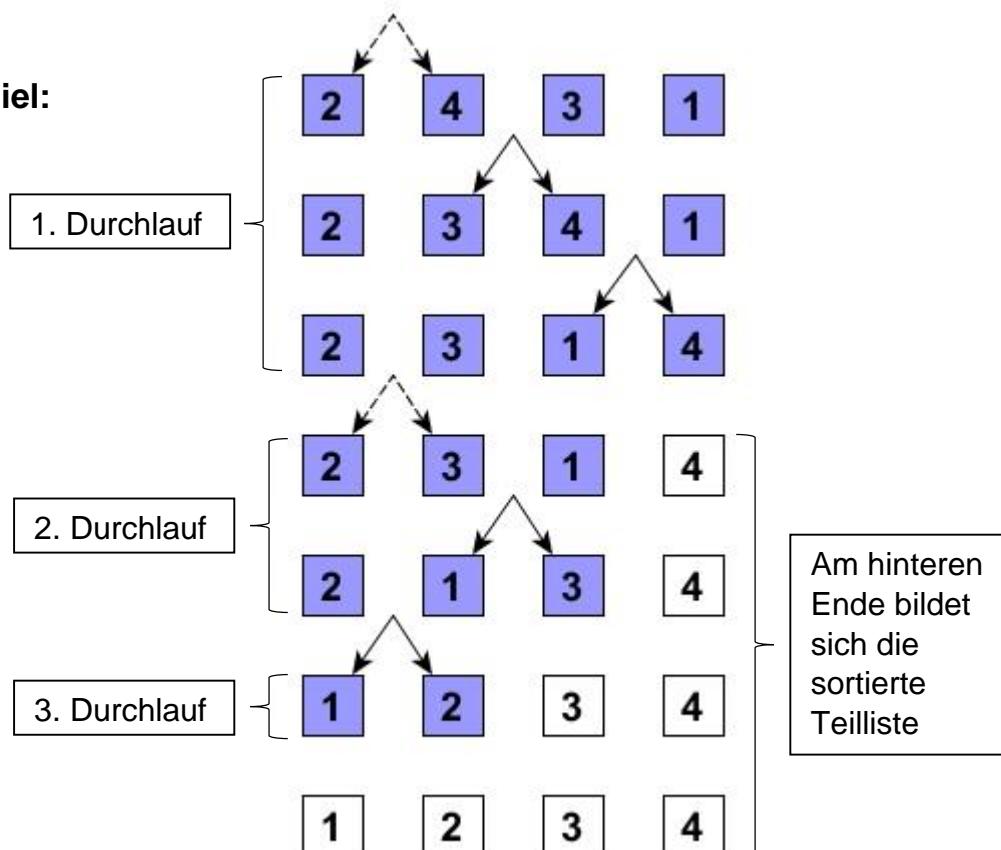 iel:
2 4 3 1
1. Durchlauf
2 3 4 1
2 3 1 4
2 3 1 4
2. Durchlauf
2 1 3 4
Am hinteren
Ende bildet
sich die
sortierte
Teilliste
3. Durchlauf
1 2 3 4
1 2 3 4